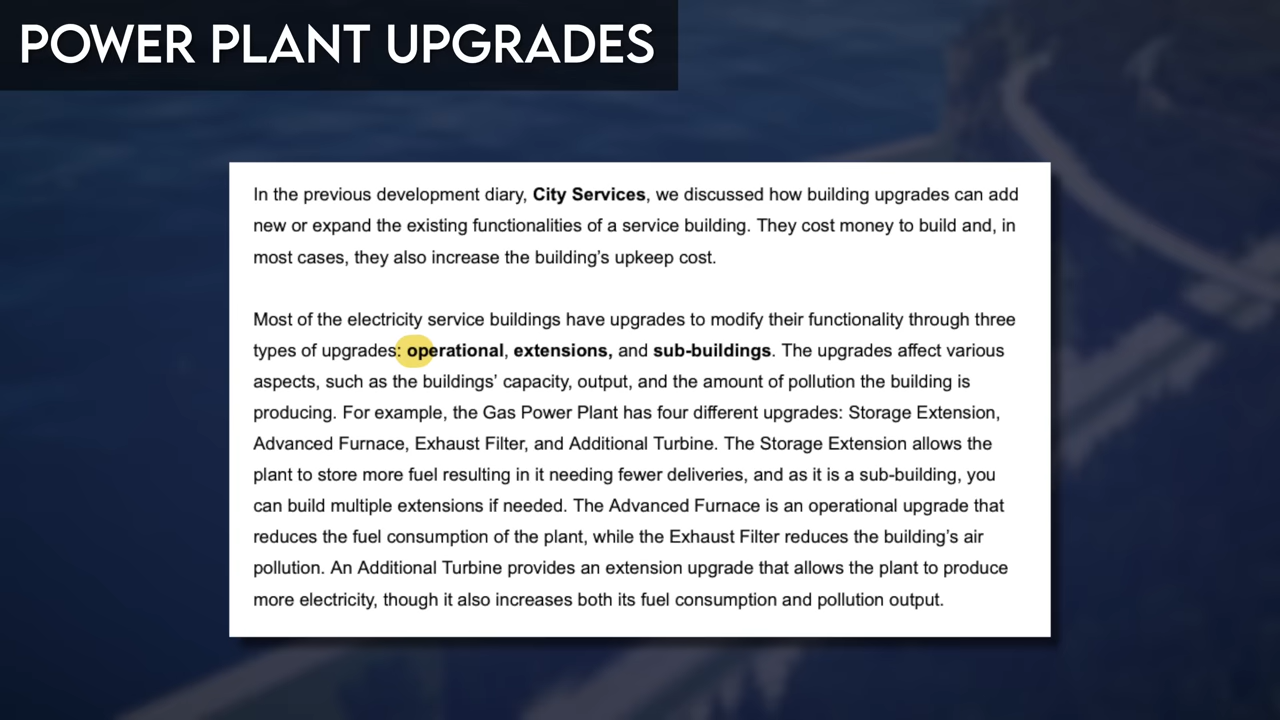 POWER PLANT UPGRADES
In the previous development diary, City Services, we discussed how building upgrades can add
new or expand the existing functionalities of a service building. They cost money to build and, in
most cases, they also increase the building’s upkeep cost.
Most of the electricity service buildings have upgrades to modify their functionality through three
types of upgrades: operational, extensions, and sub-buildings. The upgrades affect various
aspects, such as the buildings’ capacity, output, and the amount of pollution the building is
producing. For example, the Gas Power Plant has four different upgrades: Storage Extension,
Advanced Furnace, Exhaust Filter, and Additional Turbine. The Storage Extension allows the
plant to store more fuel resulting in it needing fewer deliveries, and as it is a sub-building, you
can build multiple extensions if needed. The Advanced Furnace is an operational upgrade that
reduces the fuel consumption of the plant, while the Exhaust Filter reduces the building’s air
pollution. An Additional Turbine provides an extension upgrade that allows the plant to produce
more electricity, though it also increases both its fuel consumption and pollution output.